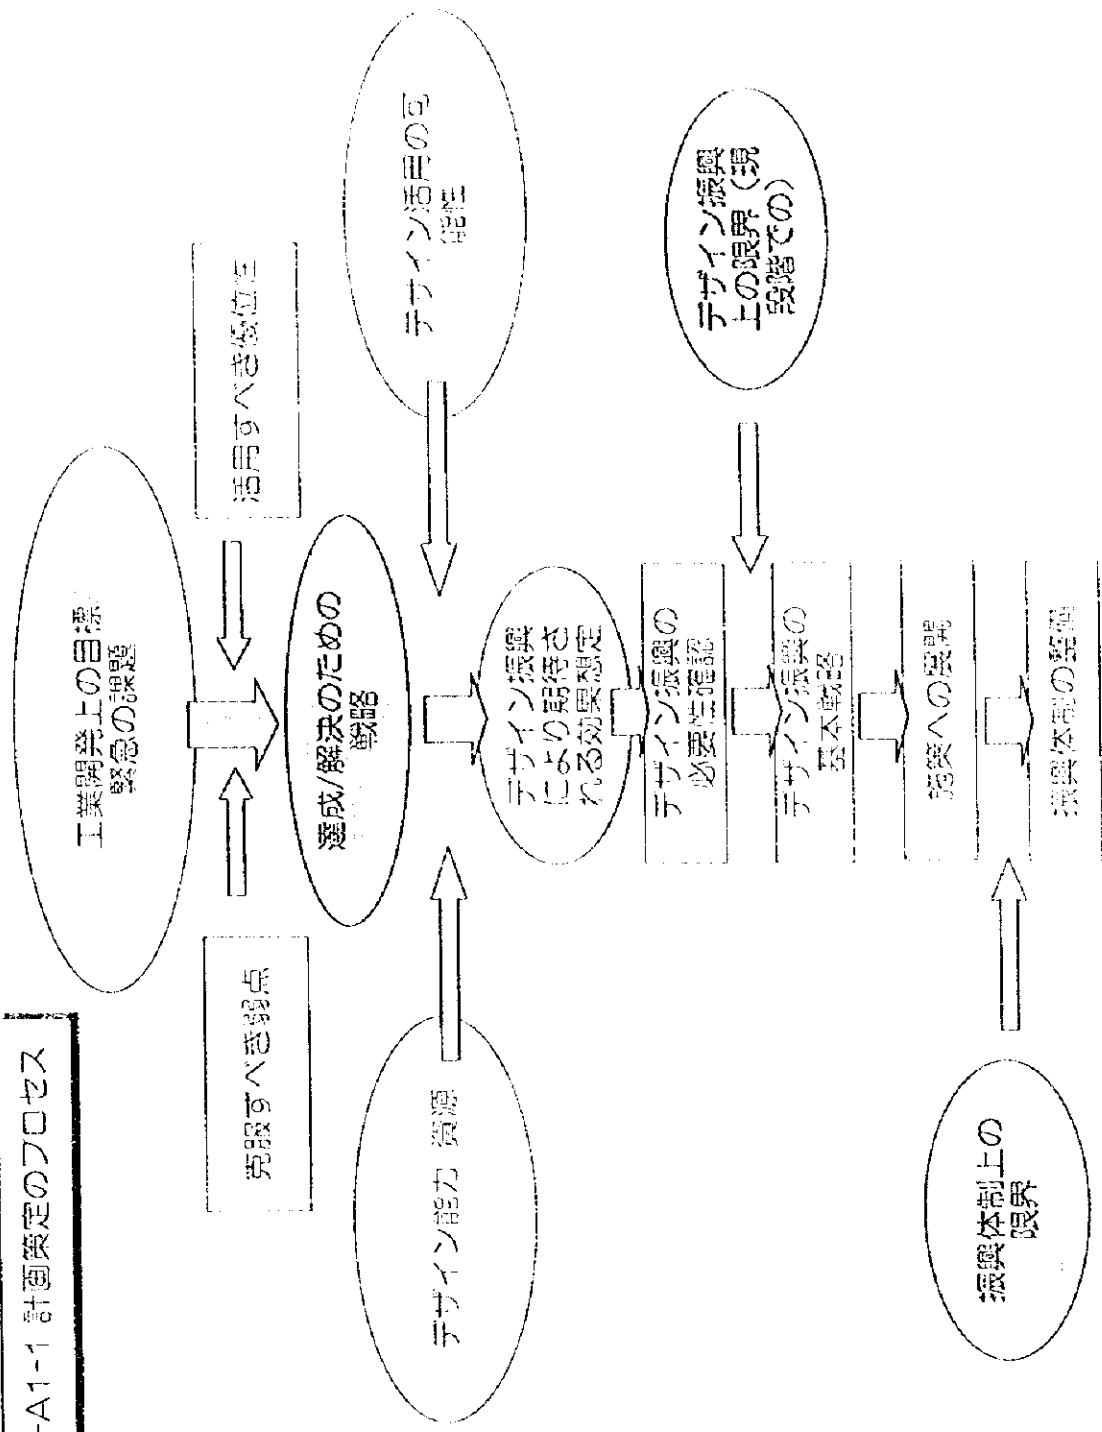 -A1-1 計画策定のプロセス
工業開発上の目標
緊急の課題
克服すべき弱点
活用すべき優位性
達成/解決のための
戦略
デザイン能力 資源
デザイン活用の可
能性
デザイン振興
により期待さ
れる効果想定
デザイン振興の
必要性確認
デザイン振興
上の限界（現
段階での）
デザイン振興の
基本戦略
施策への展開
振興体制上の
限界
振興体制の整備